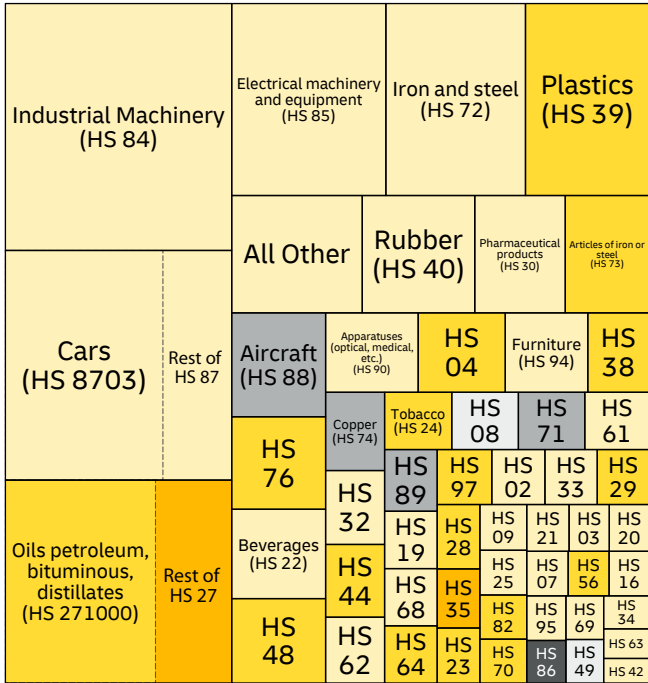 Industrial Machinery
(HS 84)
Electrical machinery
and equipment
(HS 85)
Iron and steel
(HS 72)
Plastics
(HS 39)
All Other
Rubber
(HS 40)
Pharmaceutical
products
(HS 30)
Articles of iron or
steel
(HS 73)
Cars
(HS 8703)
Rest of
HS 87
Aircraft
(HS 88)
Apparatuses
(optical, medical,
etc.)
(HS 90)
HS
04
Furniture
(HS 94)
HS
38
Copper
(HS 74)
Tobacco
(HS 24)
HS
08
HS
71
HS
61
HS
76
HS
89
HS
97
HS
02
HS
33
HS
29
HS
32
Oils petroleum,
bituminous,
distillates
(HS 271000)
Rest of
HS 27
Beverages
(HS 22)
HS
19
HS
28
HS
09
HS
21
HS
03
HS
20
HS
44
HS
25
HS
07
HS
56
HS
16
HS
68
HS
35
HS
48
HS
62
HS
64
HS
23
HS
82
HS
95
HS
69
HS
34
HS
70
HS
86
HS
49
HS 63
HS 42